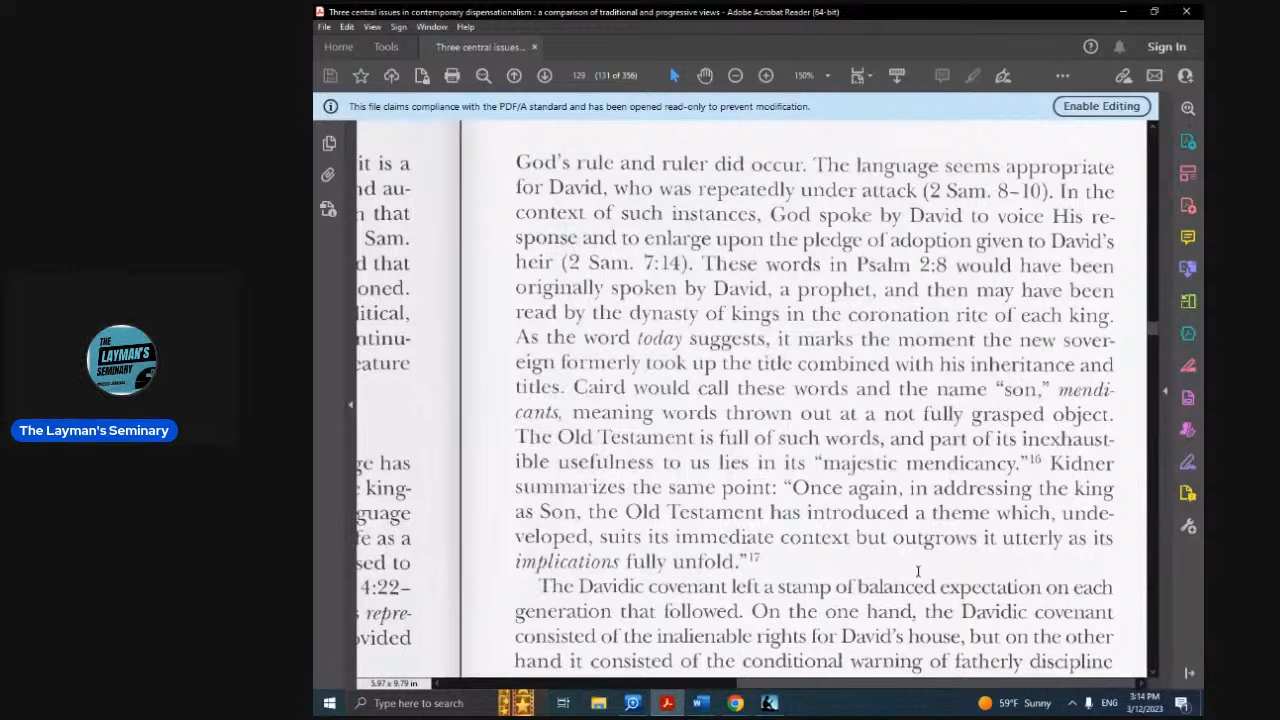 Three central issues in contemporary dispensationalism : a comparison of traditional and progressive views - Adobe Acrobat Reader (64-bit)
File Edit View Sign Window Help
Home Tools Three central issues... × Sign In
129 (131 of 356) 150%
This file claims compliance with the PDF/A standard and has been opened read-only to prevent modification. Enable Editing
it is a
nd au-
n that
Sam.
d that
oned.
litical,
ntinu-
eature
ge has
king-
guage
fe as a
sed to
4:22–
repre-
ovided
God's rule and ruler did occur. The language seems appropriate
for David, who was repeatedly under attack (2 Sam. 8–10). In the
context of such instances, God spoke by David to voice His re-
sponse and to enlarge upon the pledge of adoption given to David's
heir (2 Sam. 7:14). These words in Psalm 2:8 would have been
originally spoken by David, a prophet, and then may have been
read by the dynasty of kings in the coronation rite of each king.
As the word today suggests, it marks the moment the new sover-
eign formerly took up the title combined with his inheritance and
titles. Caird would call these words and the name “son,” mendi-
cants, meaning words thrown out at a not fully grasped object.
The Old Testament is full of such words, and part of its inexhaust-
ible usefulness to us lies in its “majestic mendicancy.”16 Kidner
summarizes the same point: “Once again, in addressing the king
as Son, the Old Testament has introduced a theme which, unde-
veloped, suits its immediate context but outgrows it utterly as its
implications fully unfold.”17
The Davidic covenant left a stamp of balanced expectation on each
generation that followed. On the one hand, the Davidic covenant
consisted of the inalienable rights for David's house, but on the other
hand it consisted of the conditional warning of fatherly discipline
THE LAYMAN'S SEMINARY
The Layman's Seminary
5.97 x 9.79 in
Type here to search
59°F Sunny
ENG
3:14 PM
3/12/2023